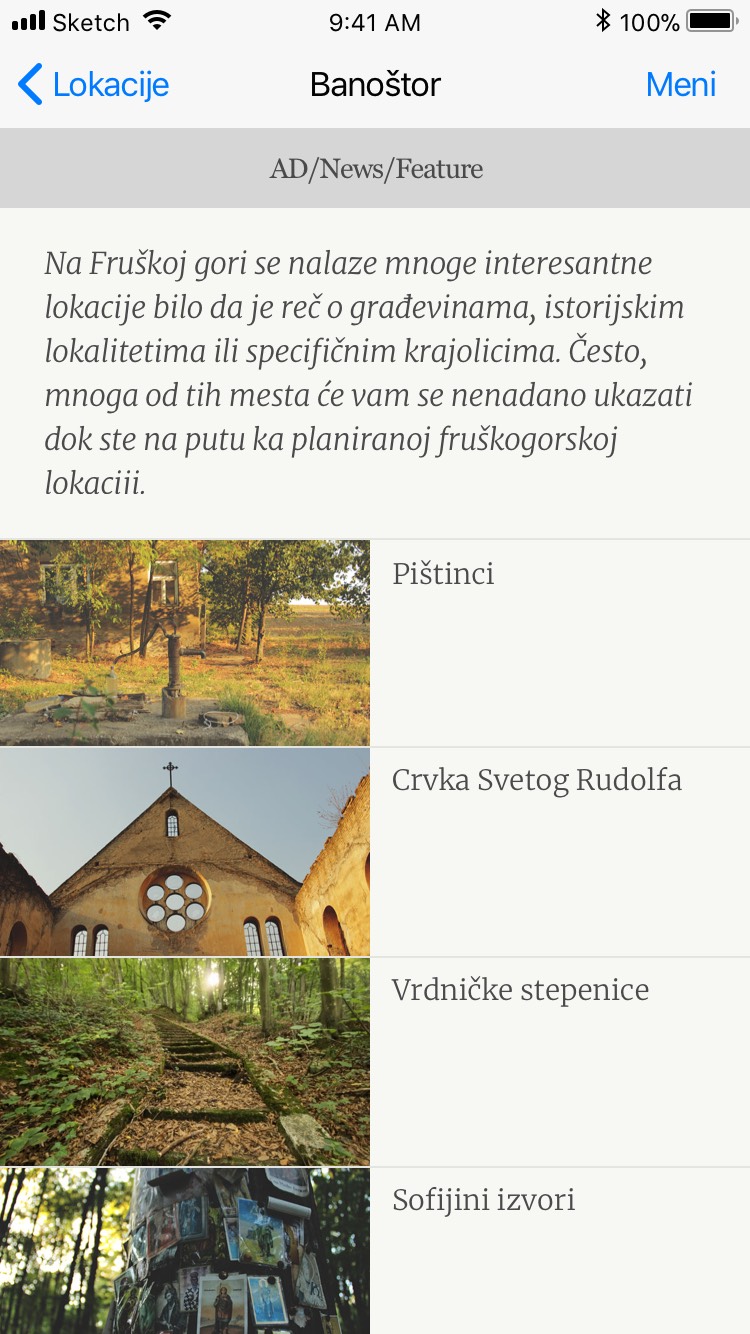 Sketch 9:41 AM 100%
Lokacije Banoštor Meni
AD/News/Feature
Na Fruškoj gori se nalaze mnoge interesantne
lokacije bilo da je reč o građevinama, istorijskim
lokalitetima ili specifičnim krajolicima. Često,
mnoga od tih mesta će vam se nenadano ukazati
dok ste na putu ka planiranoj fruškogorskoj
lokaciii.
Pištinci
Crvka Svetog Rudolfa
Vrdničke stepenice
Sofijini izvori